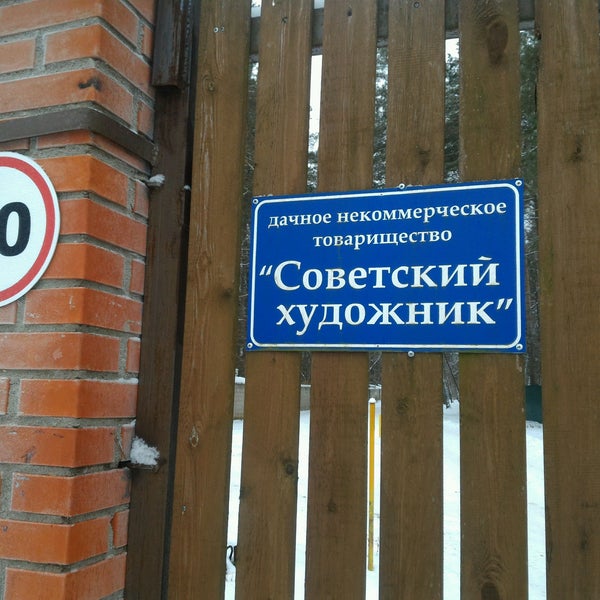 дачное некоммерческое
товарищество
“Советский
художник”
0